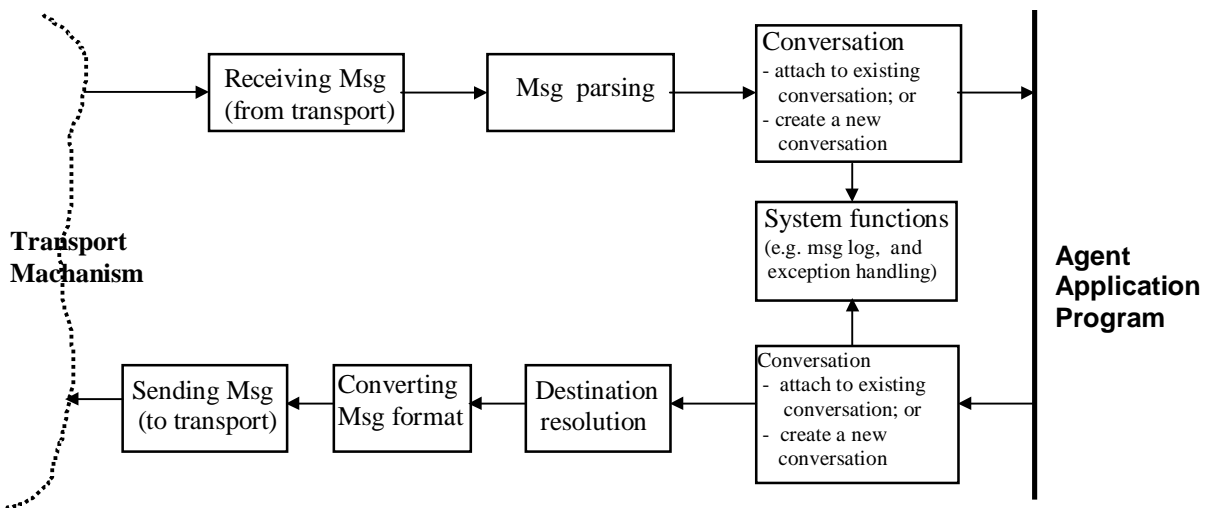 Receiving Msg
(from transport)
Msg parsing
Conversation
- attach to existing
conversation; or
- create a new
conversation
System functions
(e.g. msg log, and
exception handling)
Transport
Machanism
Agent
Application
Program
Sending Msg
(to transport)
Converting
Msg format
Destination
resolution
Conversation
- attach to existing
conversation; or
- create a new
conversation